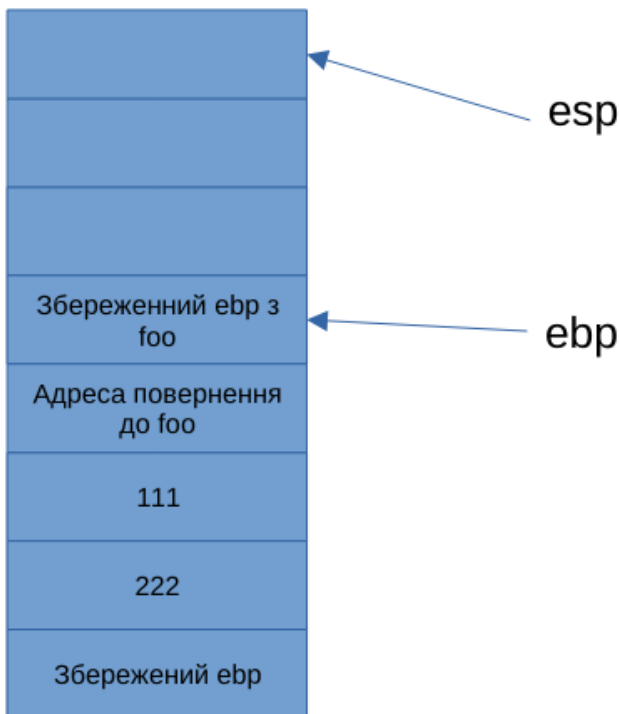 esp
Збереженний ebp з
foo
ebp
Адреса повернення
до foo
111
222
Збережений ebp